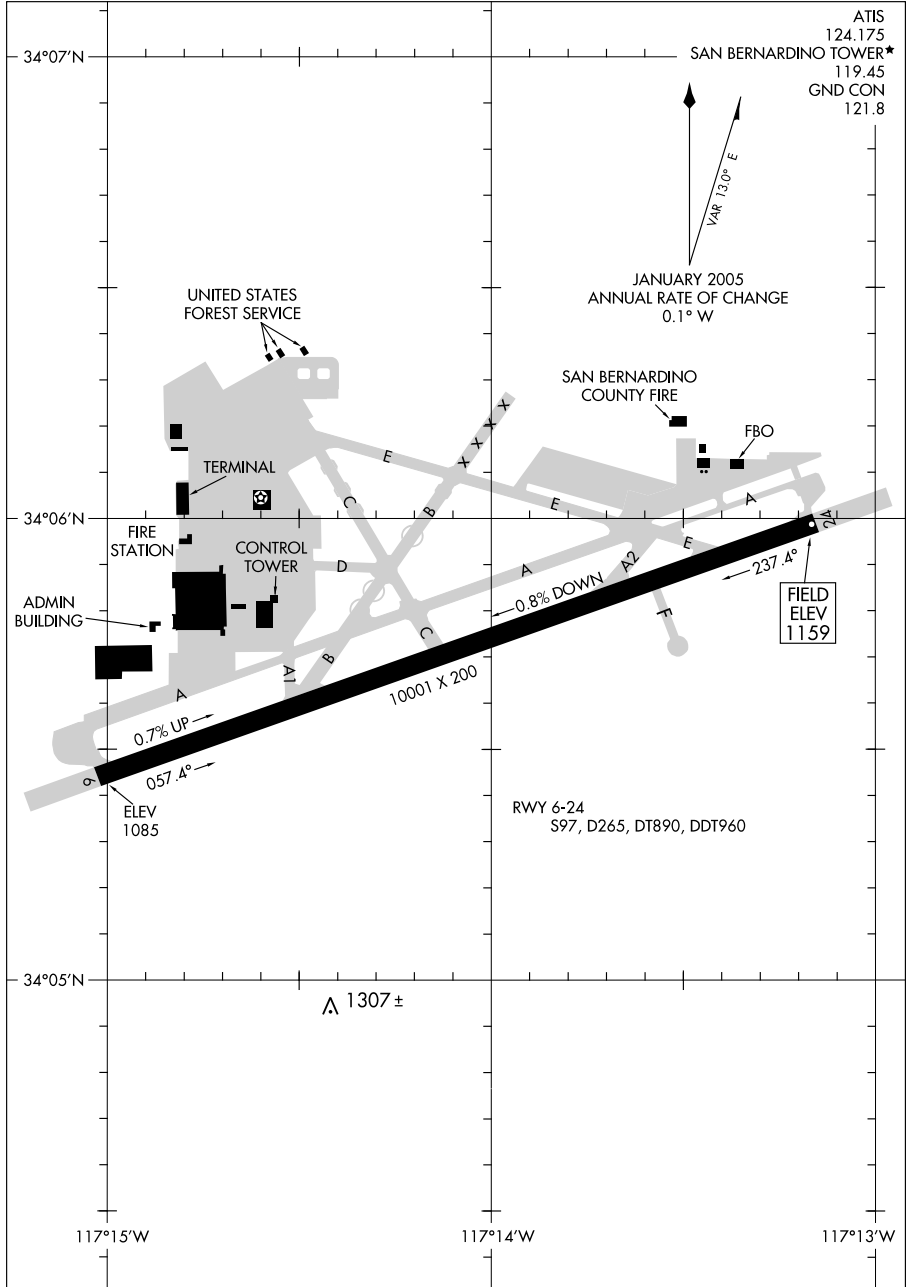 ATIS
124.175
SAN BERNARDINO TOWER★
119.45
GND CON
121.8
34°07'N
VAR 13.0° E
JANUARY 2005
ANNUAL RATE OF CHANGE
0.1° W
UNITED STATES
FOREST SERVICE
SAN BERNARDINO
COUNTY FIRE
FBO
X
X
X
X
E
TERMINAL
C
B
E
A
34°06'N
24
FIRE
STATION
CONTROL
TOWER
D
A
A2
E
237.4°
0.8% DOWN
ADMIN
BUILDING
FIELD
ELEV
1159
F
C
B
A1
A
10001 X 200
0.7% UP
057.4°
6
ELEV
1085
RWY 6-24
S97, D265, DT890, DDT960
34°05'N
1307 ±
117°15'W
117°14'W
117°13'W